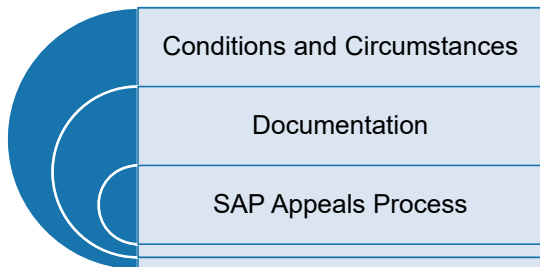 Conditions and Circumstances
Documentation
SAP Appeals Process